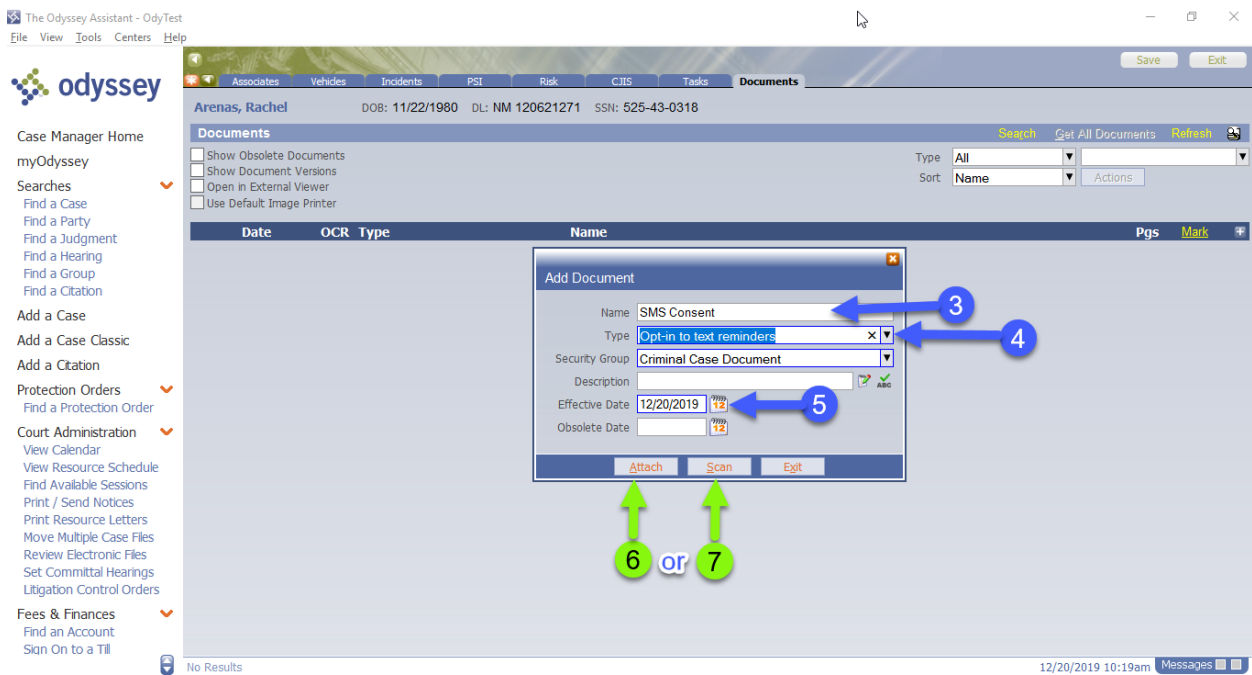 The Odyssey Assistant - OdyTest
File View Tools Centers Help
odyssey
Save Exit
Associates Vehicles Incidents PSI Risk CJIS Tasks Documents
Arenas, Rachel DOB: 11/22/1980 DL: NM 120621271 SSN: 525-43-0318
Documents Search Get All Documents Refresh
Show Obsolete Documents
Show Document Versions
Open in External Viewer
Use Default Image Printer
Type All
Sort Name Actions
Date OCR Type Name Pgs Mark
Case Manager Home
myOdyssey
Searches
Find a Case
Find a Party
Find a Judgment
Find a Hearing
Find a Group
Find a Citation
Add a Case
Add a Case Classic
Add a Citation
Protection Orders
Find a Protection Order
Court Administration
View Calendar
View Resource Schedule
Find Available Sessions
Print / Send Notices
Print Resource Letters
Move Multiple Case Files
Review Electronic Files
Set Committal Hearings
Litigation Control Orders
Fees & Finances
Find an Account
Sign On to a Till
Add Document
Name SMS Consent 3
Type Opt-in to text reminders 4
Security Group Criminal Case Document
Description ABC
Effective Date 12/20/2019 12 5
Obsolete Date 12
Attach Scan Exit
6 or 7
No Results 12/20/2019 10:19am Messages